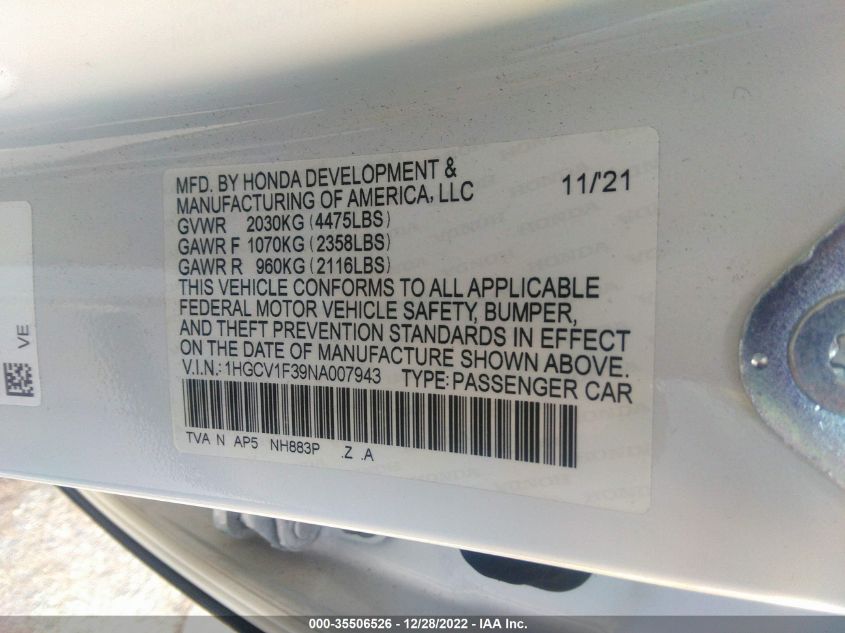 MFD. BY HONDA DEVELOPMENT &
MANUFACTURING OF AMERICA, LLC
11/'21
GVWR 2030KG (4475LBS)
GAWR F 1070KG (2358LBS)
GAWR R 960KG (2116LBS)
THIS VEHICLE CONFORMS TO ALL APPLICABLE
FEDERAL MOTOR VEHICLE SAFETY, BUMPER,
AND THEFT PREVENTION STANDARDS IN EFFECT
ON THE DATE OF MANUFACTURE SHOWN ABOVE.
V.I.N.: 1HGCV1F39NA007943 TYPE: PASSENGER CAR
TVA N AP5 NH883P .Z .A
VE
000-35506526 - 12/28/2022 - IAA Inc.